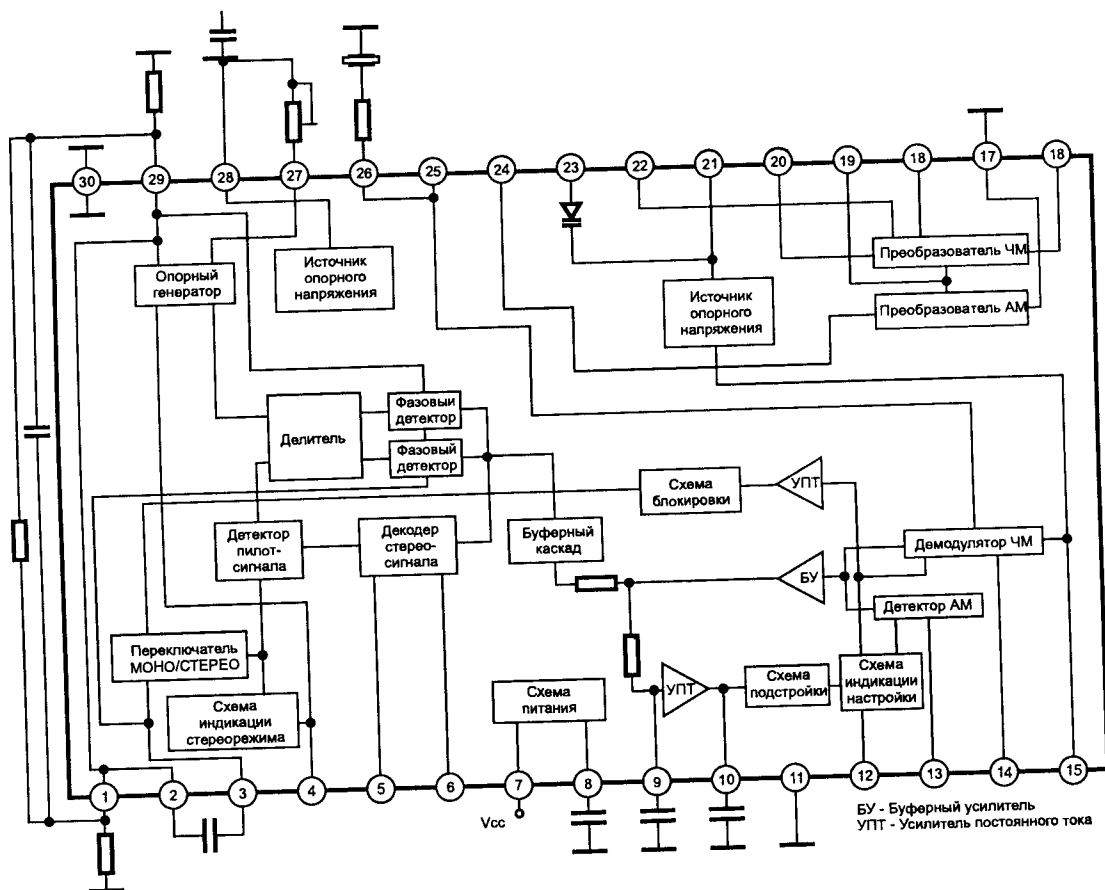 30
29
28
27
26
25
24
23
22
21
20
19
18
17
18
Опорный
генератор
Источник
опорного
напряжения
Источник
опорного
напряжения
Преобразователь ЧМ
Преобразователь АМ
Делитель
Фазовый
детектор
Фазовый
детектор
Схема
блокировки
УПТ
Детектор
пилот-
сигнала
Декодер
стерео-
сигнала
Буферный
каскад
БУ
Демодулятор ЧМ
Детектор АМ
Переключатель
МОНО/СТЕРЕО
Схема
индикации
стереорежима
Схема
питания
УПТ
Схема
подстройки
Схема
индикации
настройки
1
2
3
4
5
6
7
8
9
10
11
12
13
14
15
Vcc
БУ - Буферный усилитель
УПТ - Усилитель постоянного тока